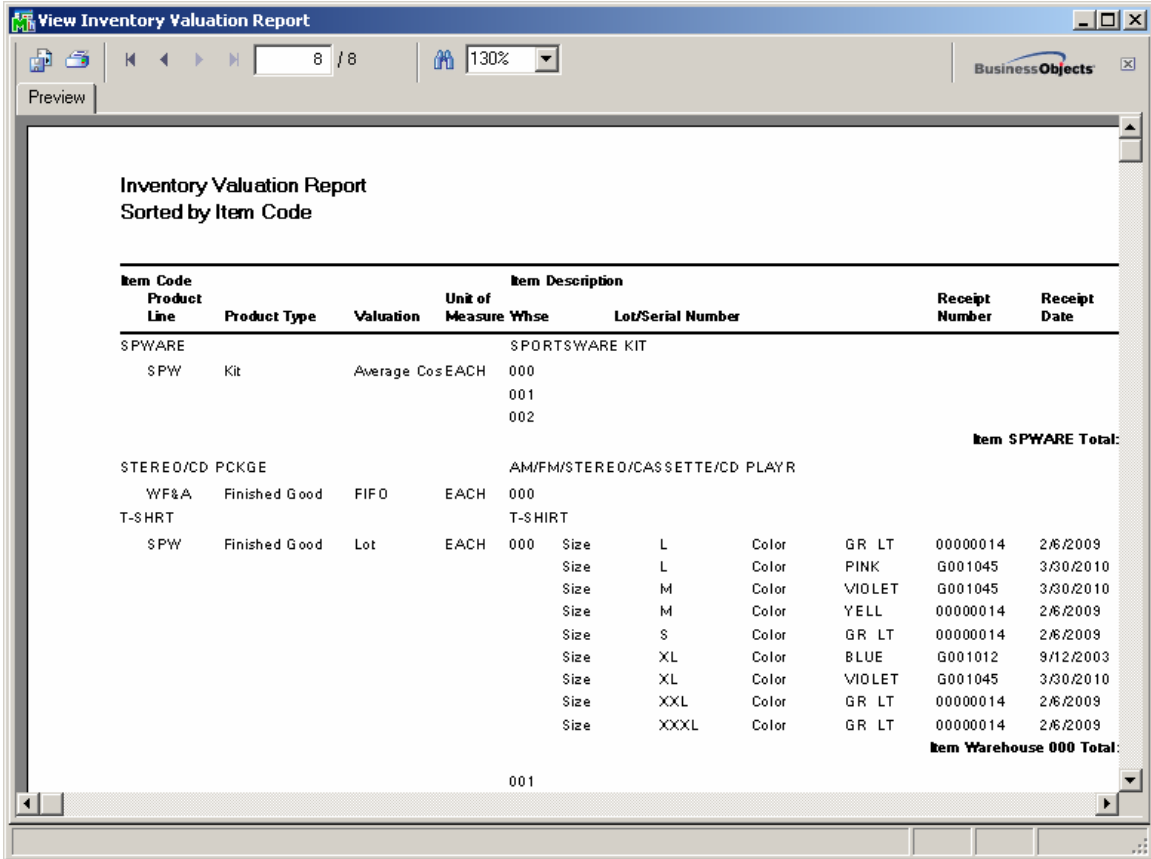 View Inventory Valuation Report
8 / 8 130% BusinessObjects
Preview
Inventory Valuation Report
Sorted by Item Code
Item Code Item Description
Product Unit of Receipt Receipt
Line Product Type Valuation Measure Whse Lot/Serial Number Number Date
SPWARE SPORTSWARE KIT
SPW Kit Average Cos EACH 000
001
002
Item SPWARE Total:
STEREO/CD PCKGE AM/FM/STEREO/CASSETTE/CD PLAYR
WF&A Finished Good FIFO EACH 000
T-SHRT T-SHIRT
SPW Finished Good Lot EACH 000 Size L Color GR LT 00000014 2/6/2009
Size L Color PINK G001045 3/30/2010
Size M Color VIOLET G001045 3/30/2010
Size M Color YELL 00000014 2/6/2009
Size S Color GR LT 00000014 2/6/2009
Size XL Color BLUE G001012 9/12/2003
Size XL Color VIOLET G001045 3/30/2010
Size XXL Color GR LT 00000014 2/6/2009
Size XXXL Color GR LT 00000014 2/6/2009
Item Warehouse 000 Total:
001